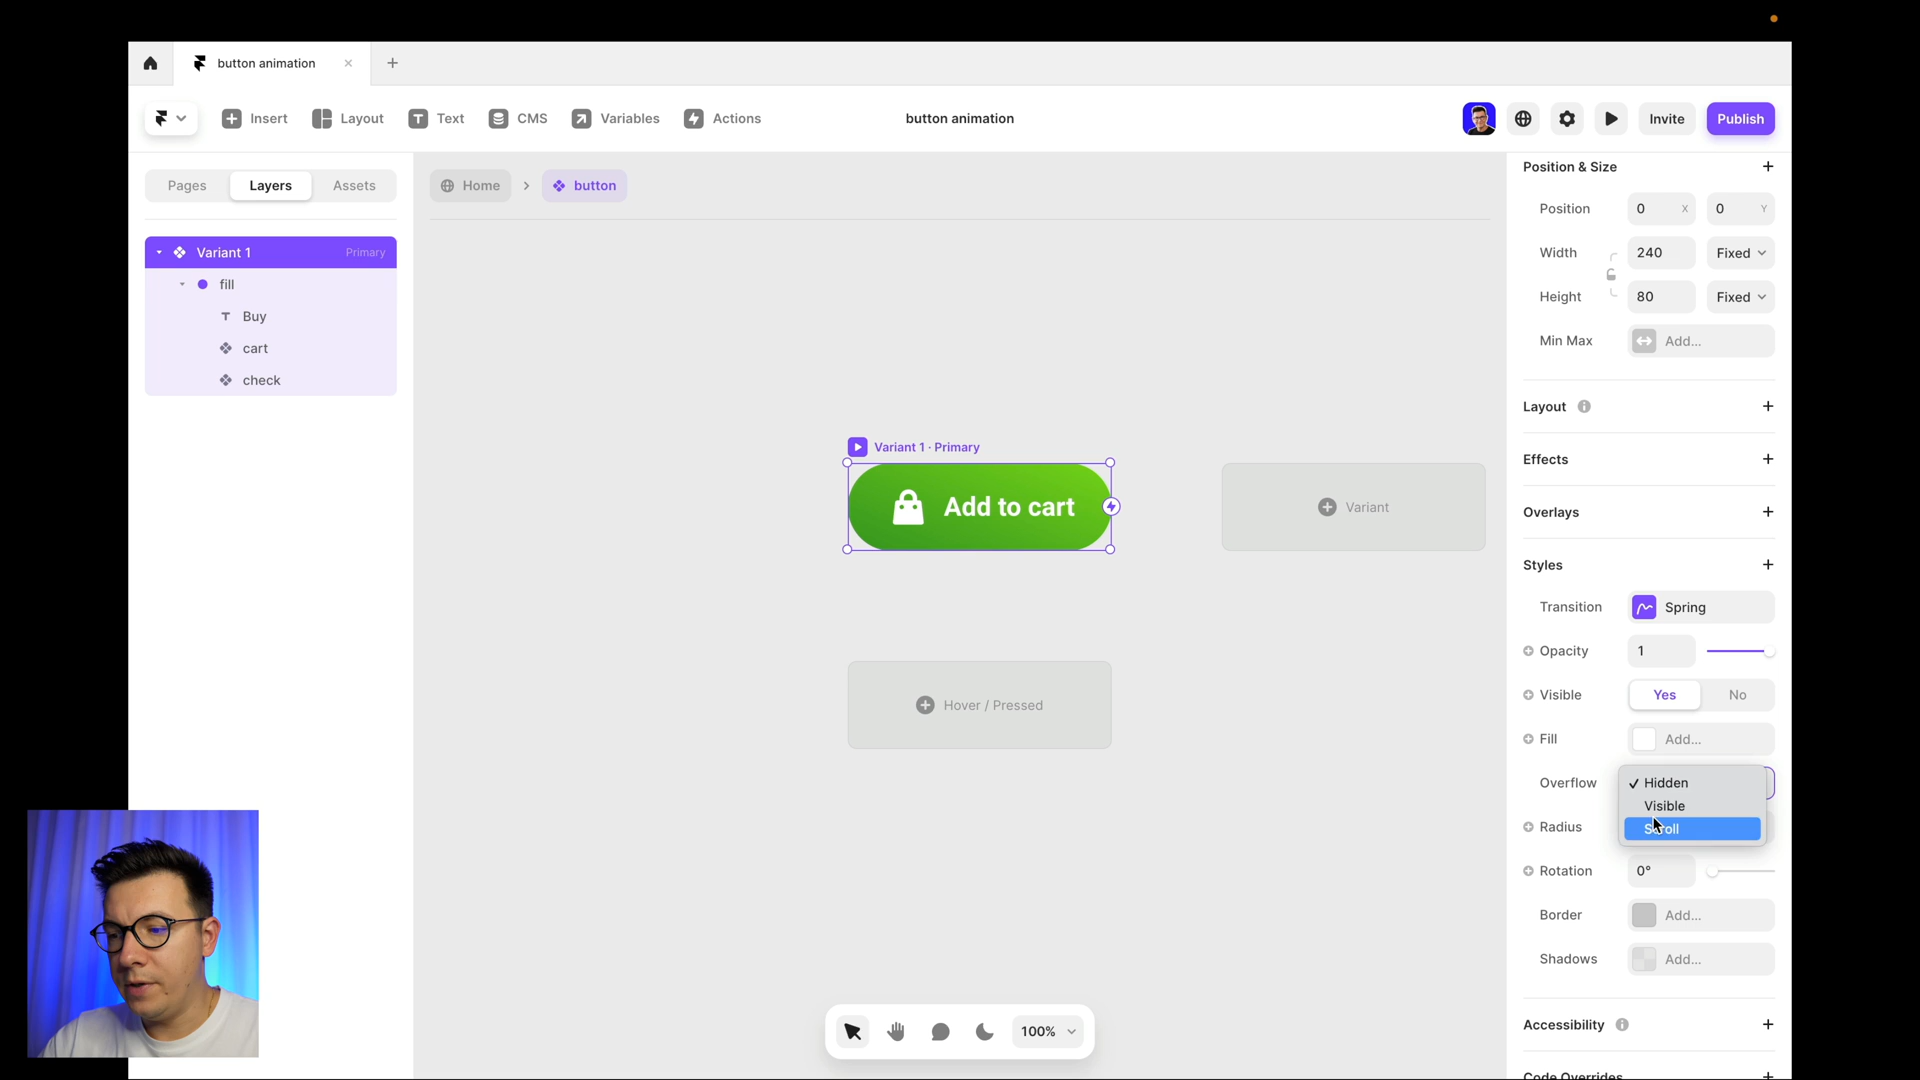 button animation
Insert
Layout
Text
CMS
Variables
Actions
button animation
Invite
Publish
Pages
Layers
Assets
Home
button
Variant 1
Primary
fill
Buy
cart
check
Variant 1 · Primary
Add to cart
Variant
Hover / Pressed
100%
Position & Size
Position
0 X
0 Y
Width
240
Fixed
Height
80
Fixed
Min Max
Add...
Layout
Effects
Overlays
Styles
Transition
Spring
Opacity
1
Visible
Yes
No
Fill
Add...
Overflow
Hidden
Visible
Scroll
Radius
Rotation
0°
Border
Add...
Shadows
Add...
Accessibility
Code Overrides